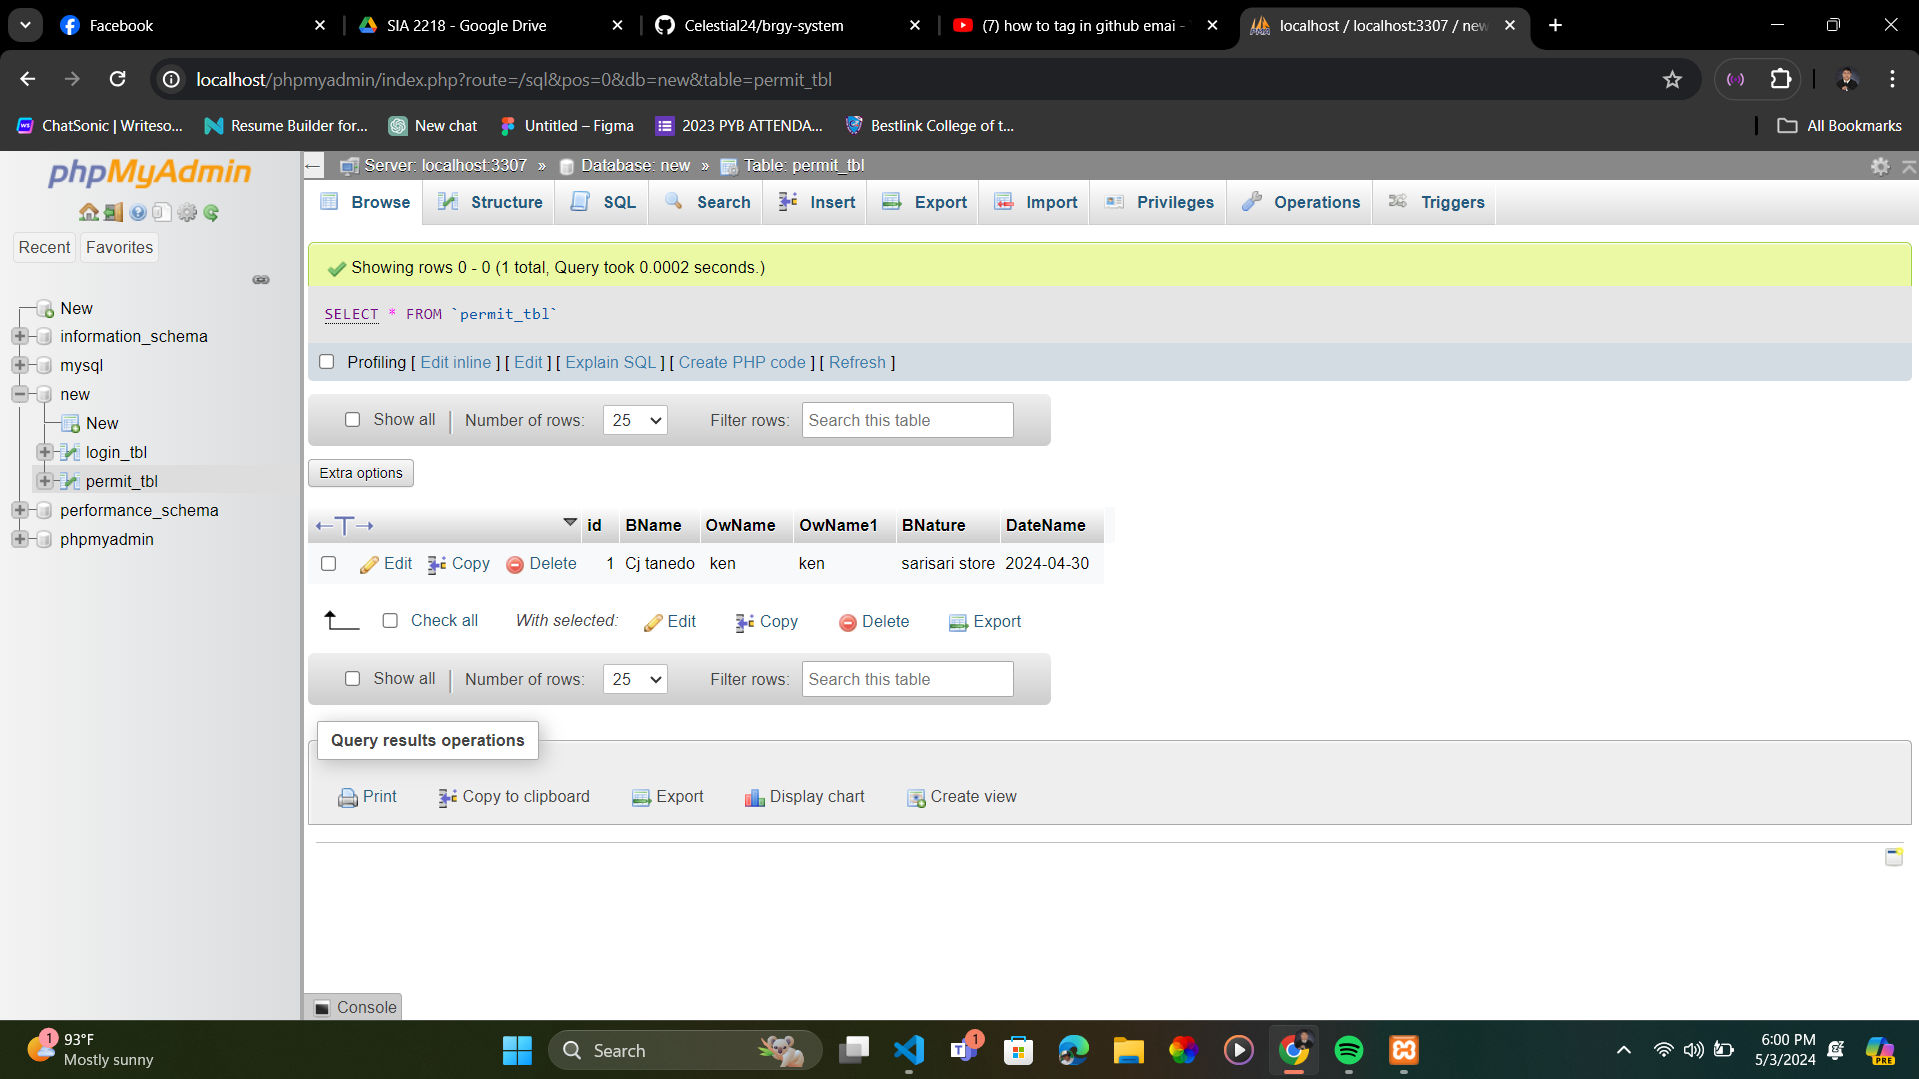 Facebook
SIA 2218 - Google Drive
Celestial24/brgy-system
(7) how to tag in github emai -
localhost / localhost:3307 / new
localhost/phpmyadmin/index.php?route=/sql&pos=0&db=new&table=permit_tbl
ChatSonic | Writeso...
Resume Builder for...
New chat
Untitled – Figma
2023 PYB ATTENDA...
Bestlink College of t...
All Bookmarks
phpMyAdmin
Recent
Favorites
New
information_schema
mysql
new
New
login_tbl
permit_tbl
performance_schema
phpmyadmin
Server: localhost:3307 » Database: new » Table: permit_tbl
Browse
Structure
SQL
Search
Insert
Export
Import
Privileges
Operations
Triggers
Showing rows 0 - 0 (1 total, Query took 0.0002 seconds.)
SELECT * FROM `permit_tbl`
Profiling [ Edit inline ] [ Edit ] [ Explain SQL ] [ Create PHP code ] [ Refresh ]
Show all | Number of rows: 25 Filter rows: Search this table
Extra options
←T→ id BName OwName OwName1 BNature DateName
Edit Copy Delete 1 Cj tanedo ken ken sarisari store 2024-04-30
Check all With selected: Edit Copy Delete Export
Show all | Number of rows: 25 Filter rows: Search this table
Query results operations
Print Copy to clipboard Export Display chart Create view
Console
1
93°F
Mostly sunny
Search
1
6:00 PM
5/3/2024
PRE